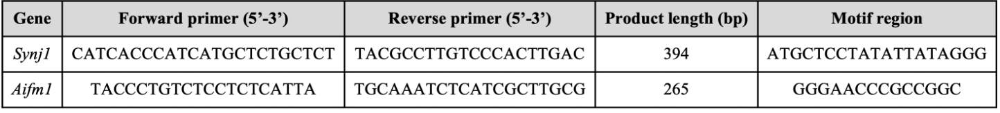 Gene Forward primer (5’-3’) Reverse primer (5’-3’) Product length (bp) Motif region
Synj1 CATCACCCATCATGCTCTGCTCT TACGCCTTGTCCCACTTGAC 394 ATGCTCCTATATTATAGGG
Aifm1 TACCCTGTCTCCTCTCATTA TGCAAATCTCATCGCTTGCG 265 GGGAACCCGCCGGC